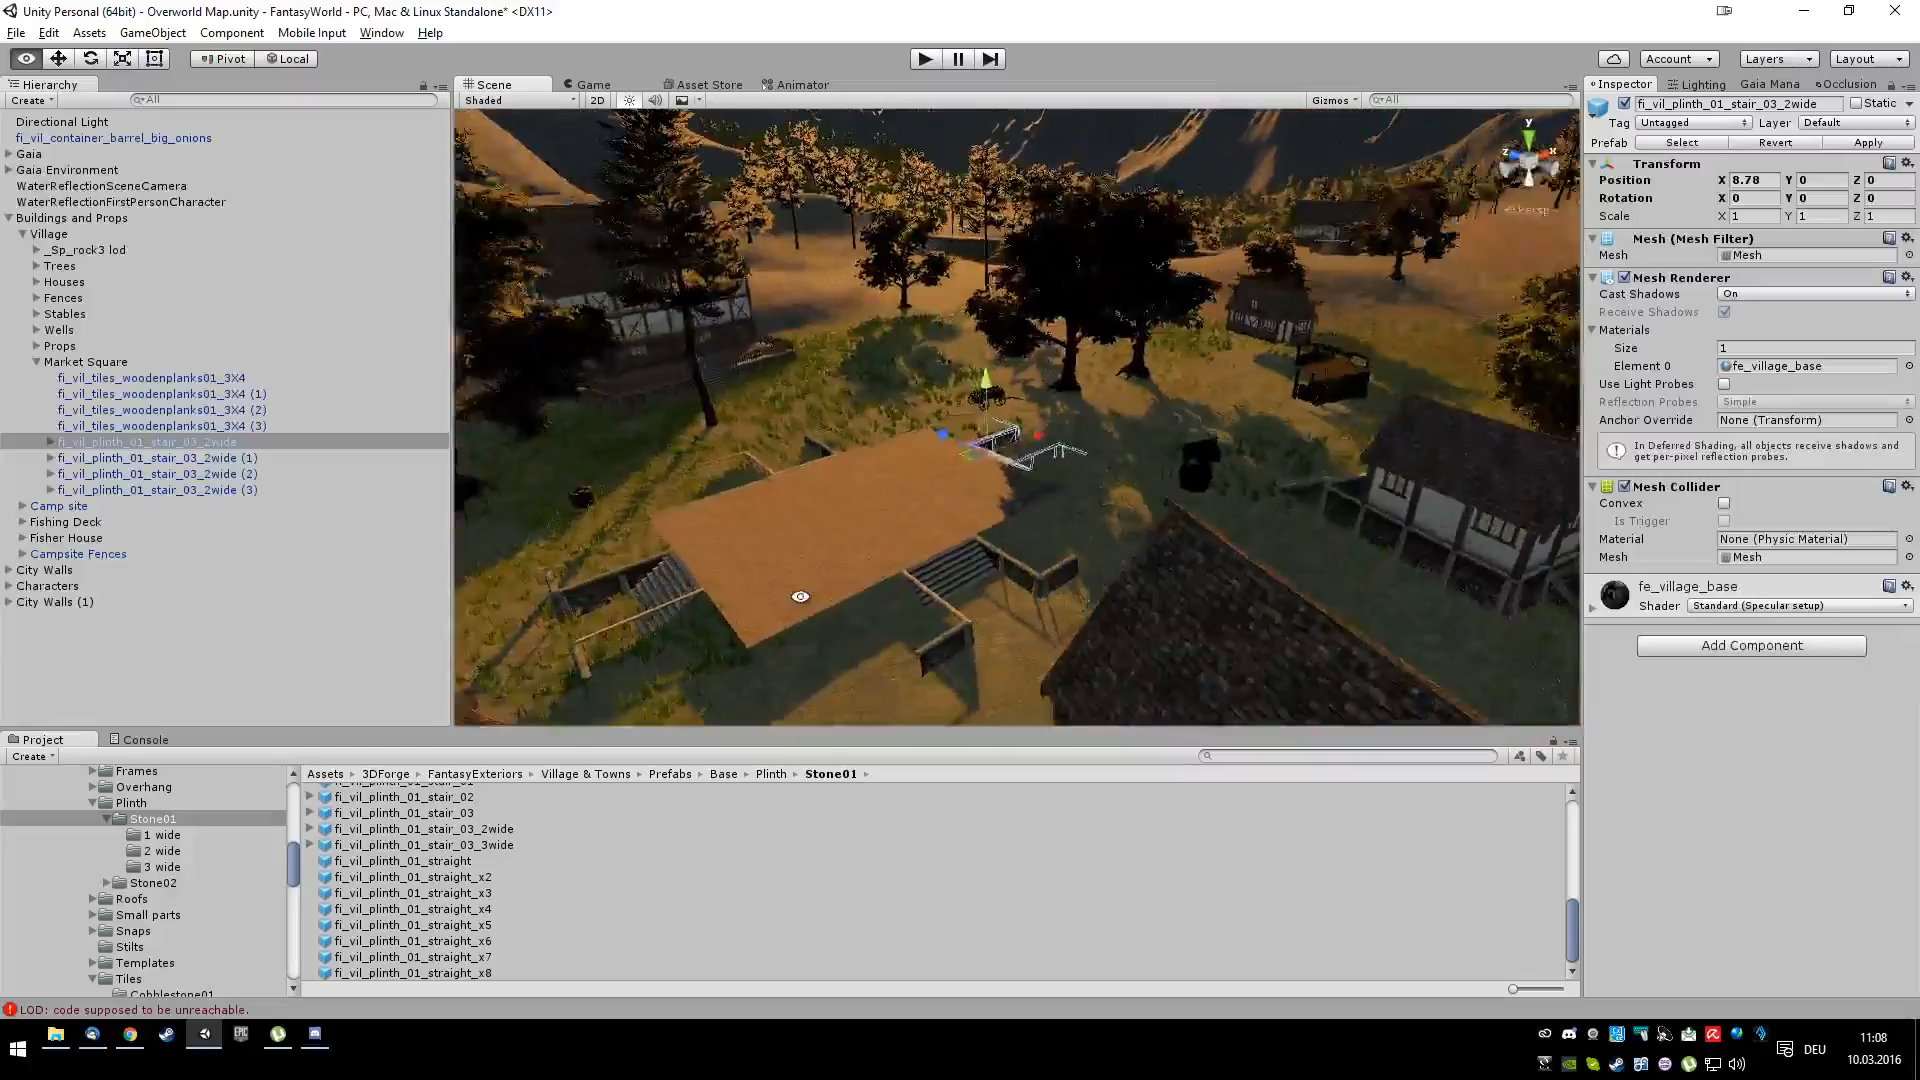 Unity Personal (64bit) - Overworld Map.unity - FantasyWorld - PC, Mac & Linux Standalone* <DX11>
File Edit Assets GameObject Component Mobile Input Window Help
Pivot Local Account Layers Layout
Hierarchy
Create All
Directional Light
fi_vil_container_barrel_big_onions
Gaia
Gaia Environment
WaterReflectionSceneCamera
WaterReflectionFirstPersonCharacter
Buildings and Props
Village
_Sp_rock3 lod
Trees
Houses
Fences
Stables
Wells
Props
Market Square
fi_vil_tiles_woodenplanks01_3X4
fi_vil_tiles_woodenplanks01_3X4 (1)
fi_vil_tiles_woodenplanks01_3X4 (2)
fi_vil_tiles_woodenplanks01_3X4 (3)
fi_vil_plinth_01_stair_03_2wide
fi_vil_plinth_01_stair_03_2wide (1)
fi_vil_plinth_01_stair_03_2wide (2)
fi_vil_plinth_01_stair_03_2wide (3)
Camp site
Fishing Deck
Fisher House
Campsite Fences
City Walls
Characters
City Walls (1)
Scene Game Asset Store Animator
Shaded 2D Gizmos All
y
z x
Inspector Lighting Gaia Mana Occlusion
fi_vil_plinth_01_stair_03_2wide Static
Tag Untagged Layer Default
Prefab Select Revert Apply
Transform
Position X 8.78 Y 0 Z 0
Rotation X 0 Y 0 Z 0
Scale X 1 Y 1 Z 1
Mesh (Mesh Filter)
Mesh Mesh
Mesh Renderer
Cast Shadows On
Receive Shadows
Materials
Size 1
Element 0 fe_village_base
Use Light Probes
Reflection Probes Simple
Anchor Override None (Transform)
In Deferred Shading, all objects receive shadows and
get per-pixel reflection probes.
Mesh Collider
Convex
Is Trigger
Material None (Physic Material)
Mesh Mesh
fe_village_base
Shader Standard (Specular setup)
Add Component
Project Console
Create
Frames
Overhang
Plinth
Stone01
1 wide
2 wide
3 wide
Stone02
Roofs
Small parts
Snaps
Stilts
Templates
Tiles
Cobblestone01
Assets 3DForge FantasyExteriors Village & Towns Prefabs Base Plinth Stone01
fi_vil_plinth_01_stair_02
fi_vil_plinth_01_stair_03
fi_vil_plinth_01_stair_03_2wide
fi_vil_plinth_01_stair_03_3wide
fi_vil_plinth_01_straight
fi_vil_plinth_01_straight_x2
fi_vil_plinth_01_straight_x3
fi_vil_plinth_01_straight_x4
fi_vil_plinth_01_straight_x5
fi_vil_plinth_01_straight_x6
fi_vil_plinth_01_straight_x7
fi_vil_plinth_01_straight_x8
LOD: code supposed to be unreachable.
EPIC
DEU
11:08
10.03.2016